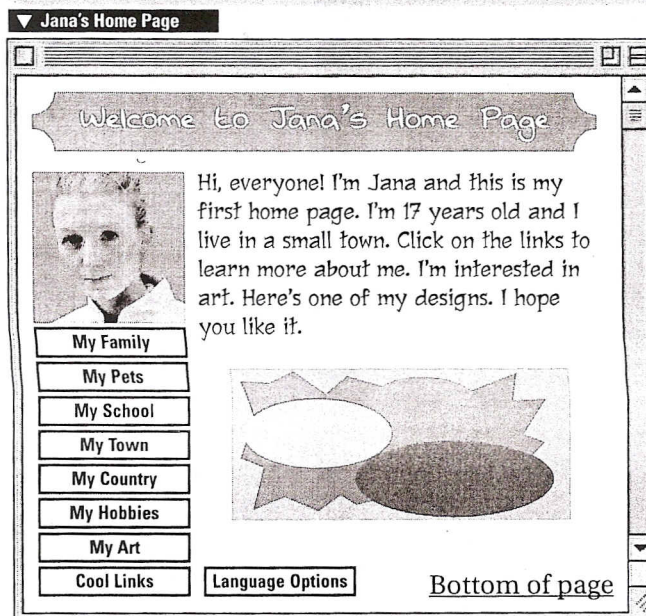 ▼ Jana's Home Page
Welcome to Jana's Home Page
Hi, everyone! I'm Jana and this is my
first home page. I'm 17 years old and I
live in a small town. Click on the links to
learn more about me. I'm interested in
art. Here's one of my designs. I hope
you like it.
My Family
My Pets
My School
My Town
My Country
My Hobbies
My Art
Cool Links
Language Options
Bottom of page